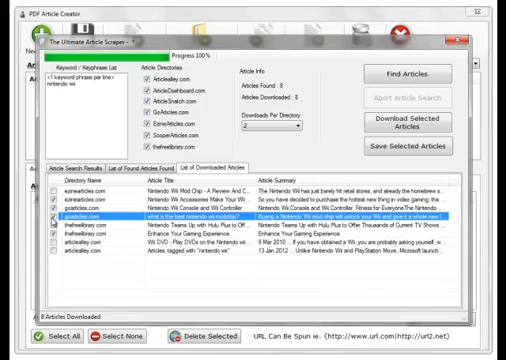 PDF Article Creator
The Ultimate Article Scraper - *
Progress 100%
Keyword / Keyphrase List
<1 keyword phrase per line>
nintendo wii
Article Directories
Articlealley.com
ArticleDashboard.com
ArticleSnatch.com
GoArticles.com
EzineArticles.com
SooperArticles.com
thefreelibrary.com
Article Info
Articles Found : 8
Articles Downloaded : 8
Downloads Per Directory
2
Find Articles
Abort Article Search
Download Selected
Articles
Save Selected Articles
Article Search Results
List of Found Articles Found
List of Downloaded Articles
Directory Name Article Title Article Summary
ezinearticles.com Nintendo Wii Mod Chip - A Review And C... The Nintendo Wii has just barely hit retail stores, and already the homebrew s...
ezinearticles.com Nintendo Wii Accessories Make Everythin... So you have decided to purchase the hottest new thing in video gaming; the ...
goarticles.com Nintendo Wii Console and Wii Controller Nintendo Wii Console and Wii Controller, Fitness for Everyone The Nintendo ...
goarticles.com what is the best nintendo wii modchip? Buying a Nintendo Wii mod chip will unlock your Wii and give it a whole new l...
thefreelibrary.com Nintendo Teams Up with Hulu Plus to Off... Nintendo Teams Up with Hulu Plus to Offer Thousands of Current TV Shows ...
thefreelibrary.com Enhance Your Gaming Experience Enhance Your Gaming Experience
articlealley.com Wii DVD - Play DVDs on the Nintendo wii ... 9 Mar 2010 ... If you have obtained a Wii, you are probably asking yourself, w...
articlealley.com Articles, tagged with "nintendo wii" 13 Jan 2012 ... Unlike Nintendo Wii and PlayStation Move, Microsoft launch...
8 Articles Downloaded
Select All
Select None
Delete Selected
URL Can Be Spun ie. {http://www.url.com|http://url2.net}